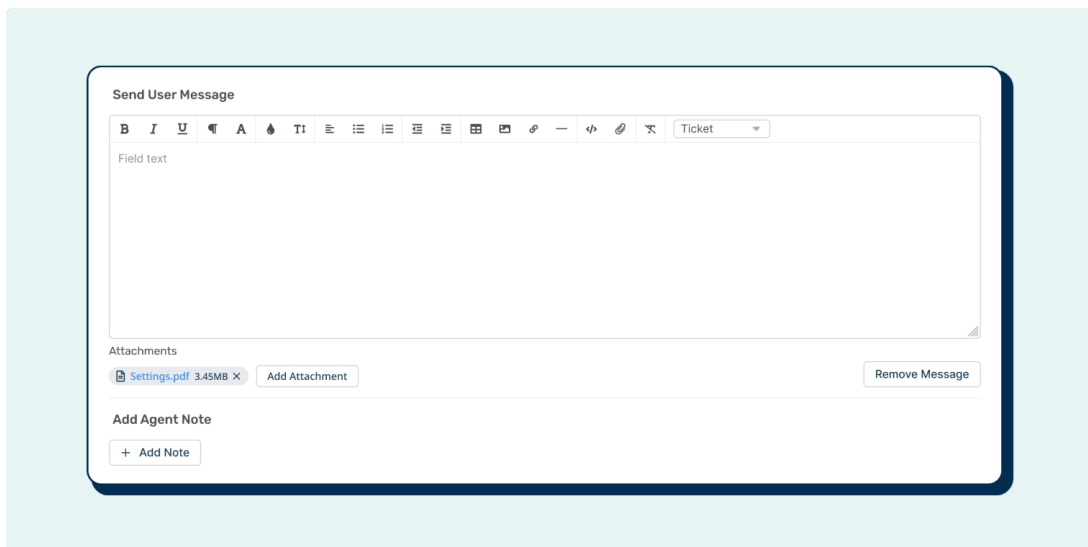 Send User Message
B I U ¶ A T Ticket
Field text
Attachments
Settings.pdf 3.45MB × Add Attachment
Remove Message
Add Agent Note
+ Add Note